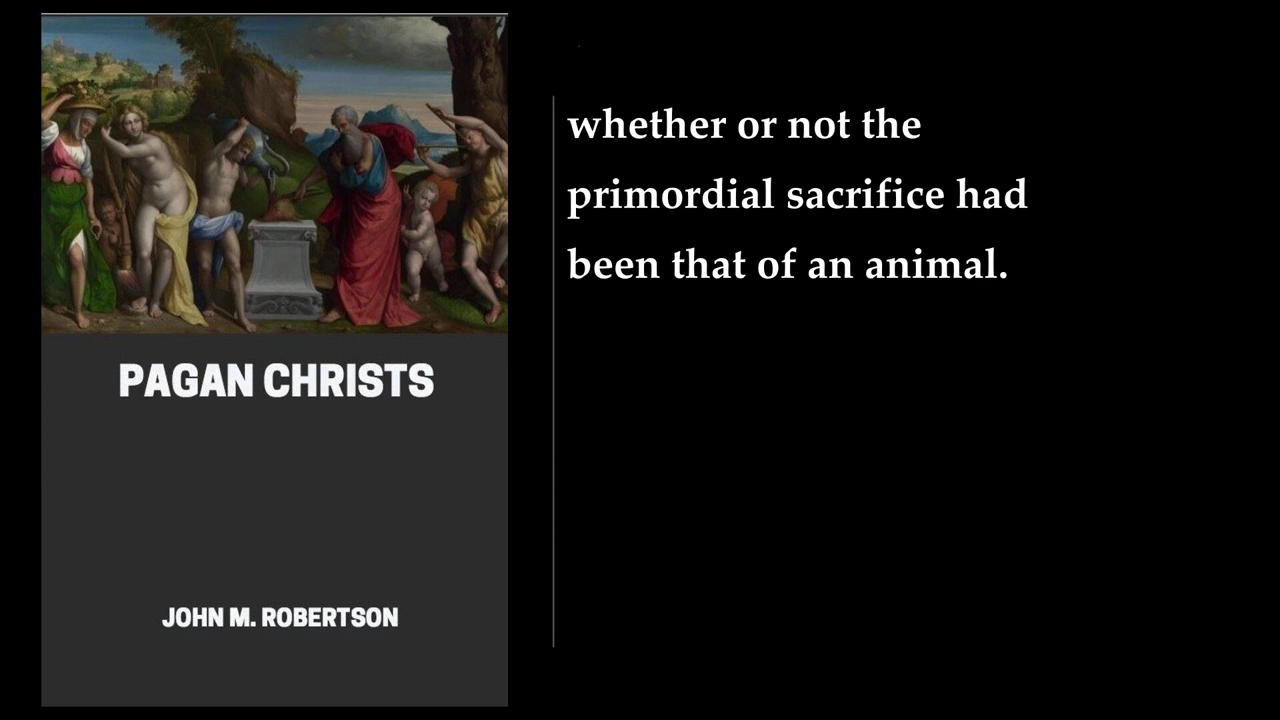 PAGAN CHRISTS
JOHN M. ROBERTSON
whether or not the
primordial sacrifice had
been that of an animal.